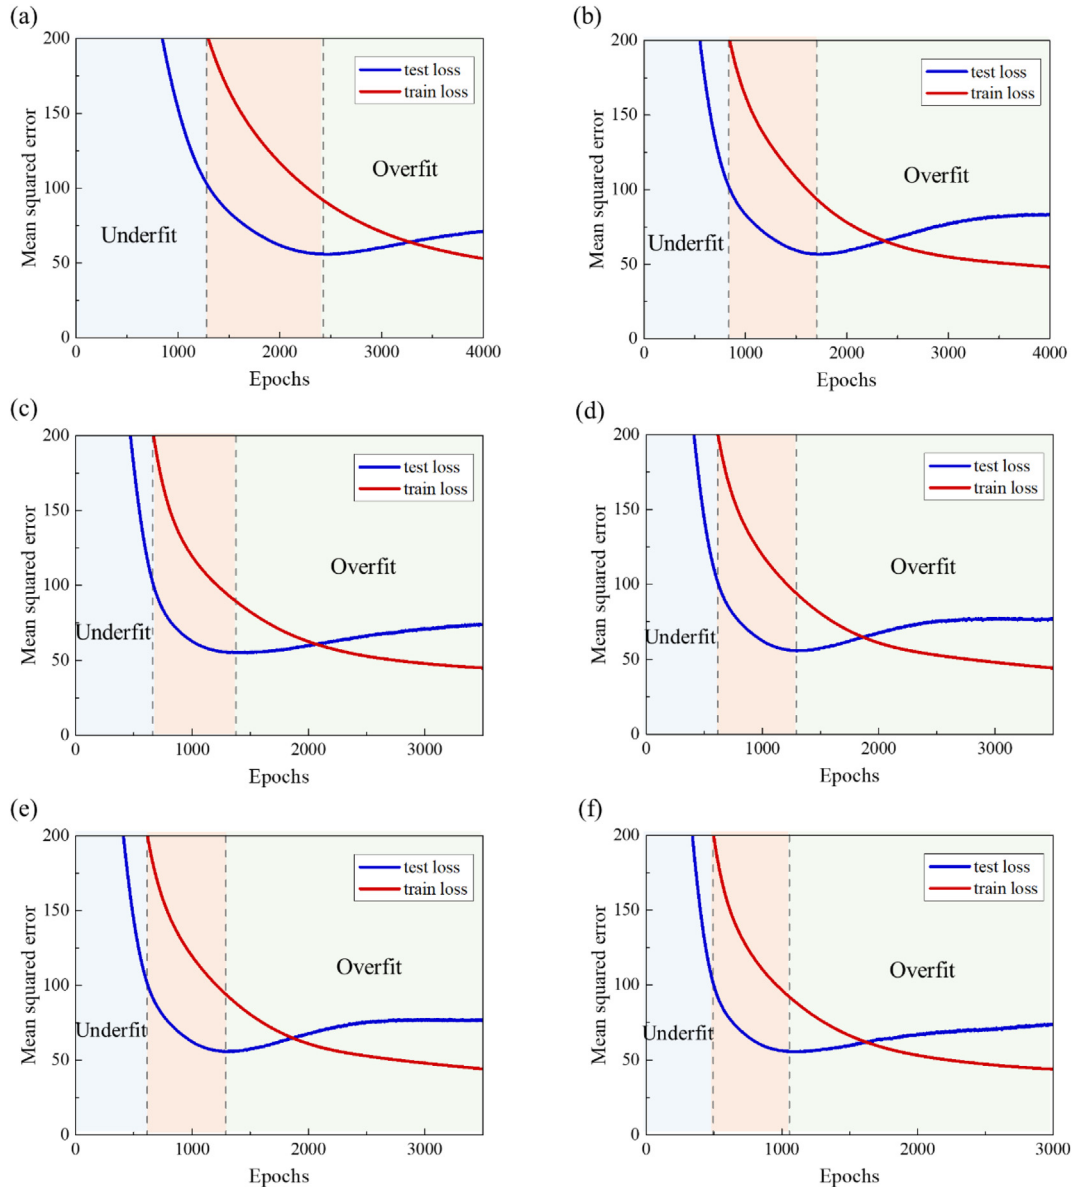 (a)
200
150
100
50
0
Mean squared error
test loss
train loss
Underfit
Overfit
0 1000 2000 3000 4000
Epochs
(b)
200
150
100
50
0
Mean squared error
test loss
train loss
Underfit
Overfit
0 1000 2000 3000 4000
Epochs
(c)
200
150
100
50
0
Mean squared error
test loss
train loss
Underfit
Overfit
0 1000 2000 3000
Epochs
(d)
200
150
100
50
0
Mean squared error
test loss
train loss
Underfit
Overfit
0 1000 2000 3000
Epochs
(e)
200
150
100
50
0
Mean squared error
test loss
train loss
Underfit
Overfit
0 1000 2000 3000
Epochs
(f)
200
150
100
50
0
Mean squared error
test loss
train loss
Underfit
Overfit
0 1000 2000 3000
Epochs